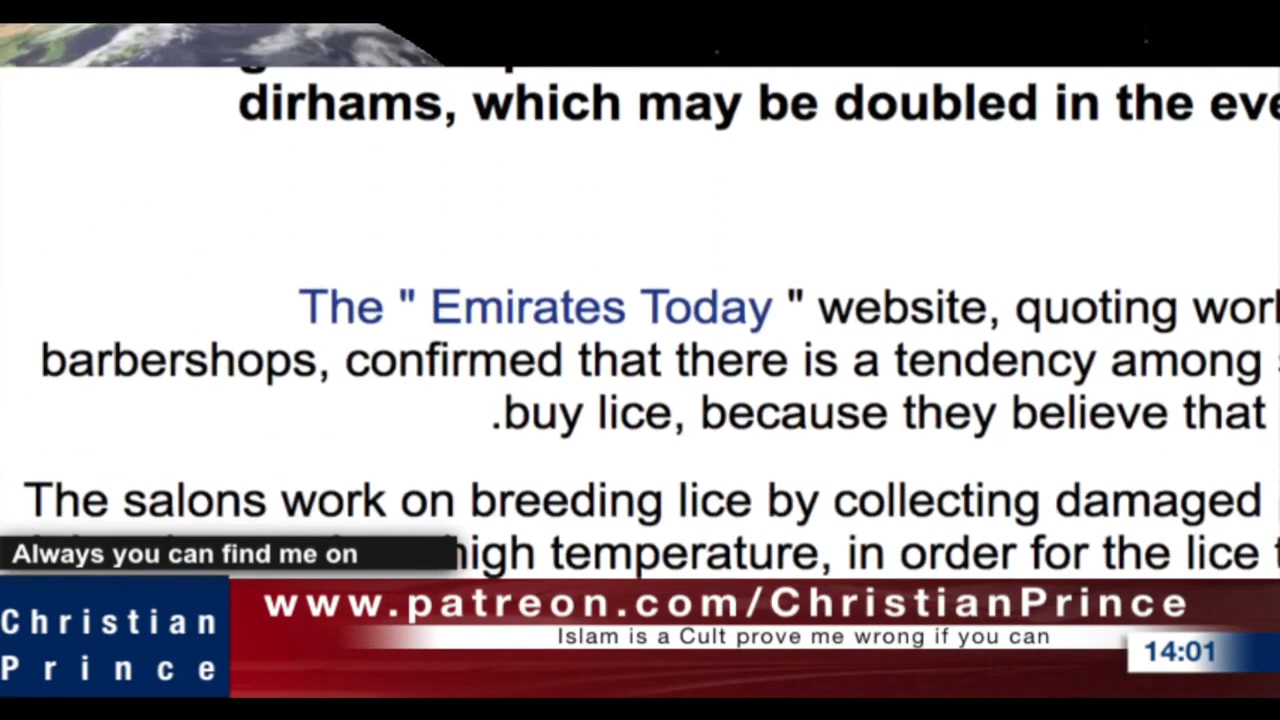 dirhams, which may be doubled in the eve
The " Emirates Today " website, quoting work
barbershops, confirmed that there is a tendency among s
.buy lice, because they believe that
The salons work on breeding lice by collecting damaged
high temperature, in order for the lice t
Always you can find me on
www.patreon.com/ChristianPrince
Christian
Prince
Islam is a Cult prove me wrong if you can
14:01